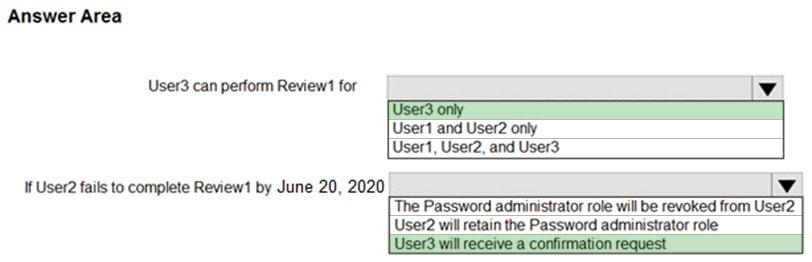 Answer Area
User3 can perform Review1 for
User3 only
User1 and User2 only
User1, User2, and User3
If User2 fails to complete Review1 by June 20, 2020
The Password administrator role will be revoked from User2
User2 will retain the Password administrator role
User3 will receive a confirmation request